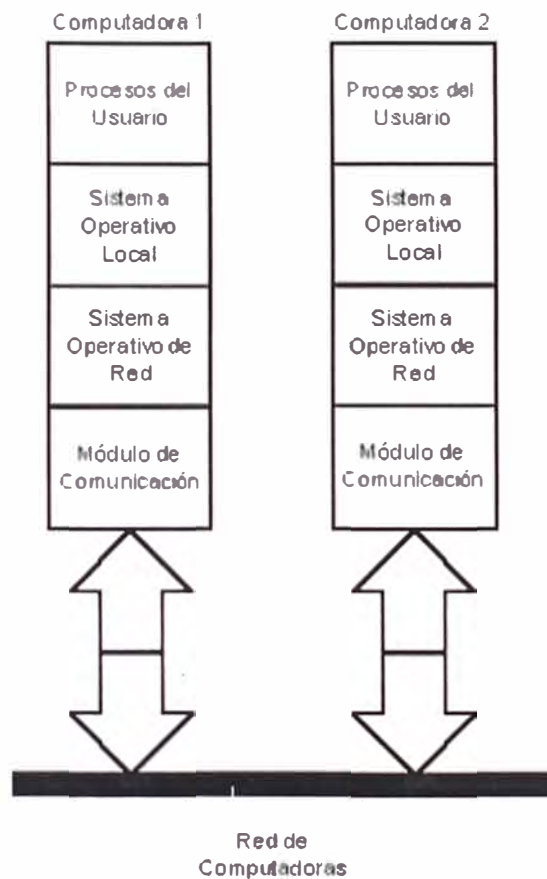 Computadora 1
Computadora 2
Procesos del
Usuario
Sistema
Operativo
Local
Sistema
Operativo de
Red
Módulo de
Comunicación
Procesos del
Usuario
Sistema
Operativo
Local
Sistema
Operativo de
Red
Módulo de
Comunicación
Red de
Computadoras